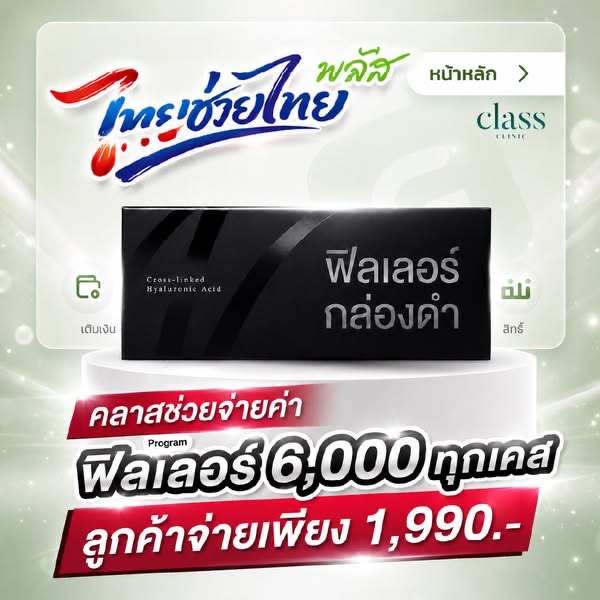 ไทยช่วยไทย พลัส
หน้าหลัก >
class
CLINIC
Cross-linked
Hyaluronic Acid
ฟิลเลอร์
กล่องดำ
เติมเงิน
สิทธิ์
คลาสช่วยจ่ายค่า
Program
ฟิลเลอร์ 6,000 ทุกเคส
ลูกค้าจ่ายเพียง 1,990.-